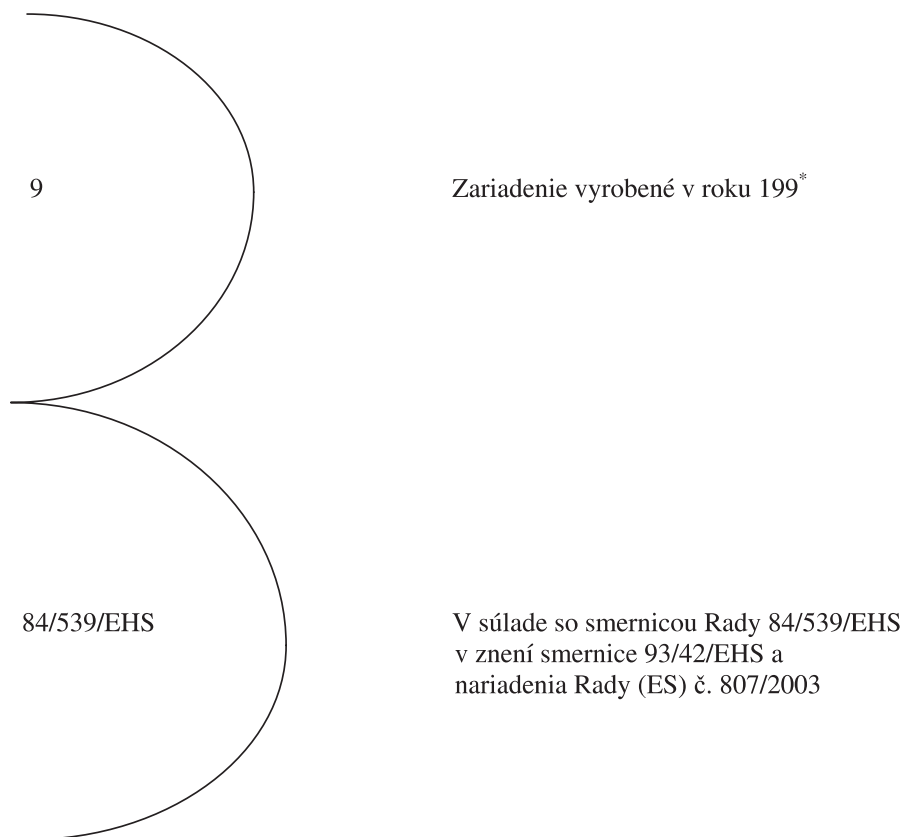 9
Zariadenie vyrobené v roku 199*
84/539/EHS
V súlade so smernicou Rady 84/539/EHS
v znení smernice 93/42/EHS a
nariadenia Rady (ES) č. 807/2003